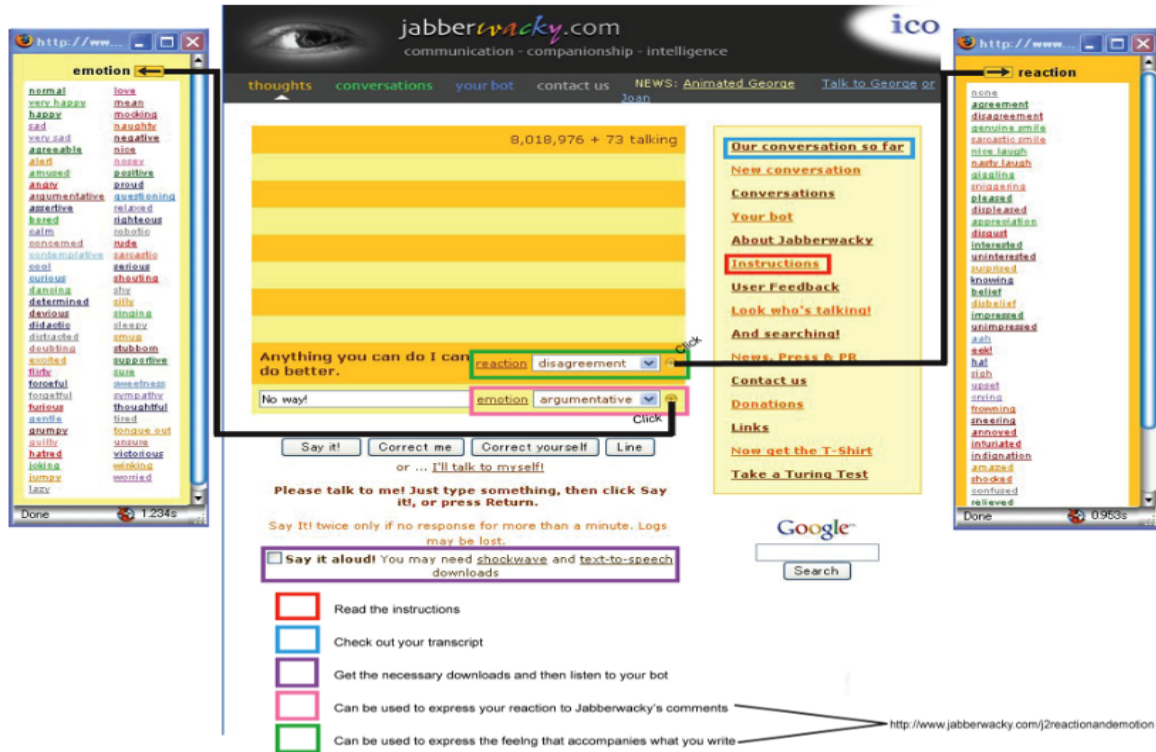 http://ww...
emotion
normal love
very happy mean
happy mocking
sad naughty
very sad negative
agreeable nice
alert nosey
amused positive
angry proud
argumentative questioning
assertive relaxed
bored righteous
calm robotic
concerned rude
contemplative sarcastic
cool serious
curious shouting
dancing shy
determined silly
devious singing
didactic sleepy
distracted smug
doubting stubborn
excited supportive
flirty sure
forceful sweetness
forgetful sympathy
furious thoughtful
gentle tired
grumpy tongue out
guilty unsure
hatred victorious
joking winking
jumpy worried
lazy
Done 1.234s
jabberwacky.com
communication - companionship - intelligence
ico
thoughts conversations your bot contact us NEWS: Animated George Talk to George or
Joan
8,018,976 + 73 talking
Anything you can do I can
do better.
reaction disagreement
Click
No way!
emotion argumentative
Click
Say it! Correct me Correct yourself Line
or ... I'll talk to myself!
Please talk to me! Just type something, then click Say
it!, or press Return.
Say It! twice only if no response for more than a minute. Logs
may be lost.
Say it aloud! You may need shockwave and text-to-speech
downloads
Our conversation so far
New conversation
Conversations
Your bot
About Jabberwacky
Instructions
User Feedback
Look who's talking!
And searching!
News, Press & PR
Contact us
Donations
Links
Now get the T-Shirt
Take a Turing Test
Google
Search
http://www...
reaction
none
agreement
disagreement
genuine smile
sarcastic smile
nice laugh
nasty laugh
giggling
sniggering
pleased
displeased
appreciation
disgust
interested
uninterested
surprised
knowing
belief
disbelief
impressed
unimpressed
aah
eek!
ha!
sigh
upset
crying
frowning
sneering
annoyed
infuriated
indignation
amazed
shocked
confused
relieved
Done 0.953s
Read the instructions
Check out your transcript
Get the necessary downloads and then listen to your bot
Can be used to express your reaction to Jabberwacky's comments
Can be used to express the feelng that accompanies what you write
http://www.jabberwacky.com/j2reactionandemotion